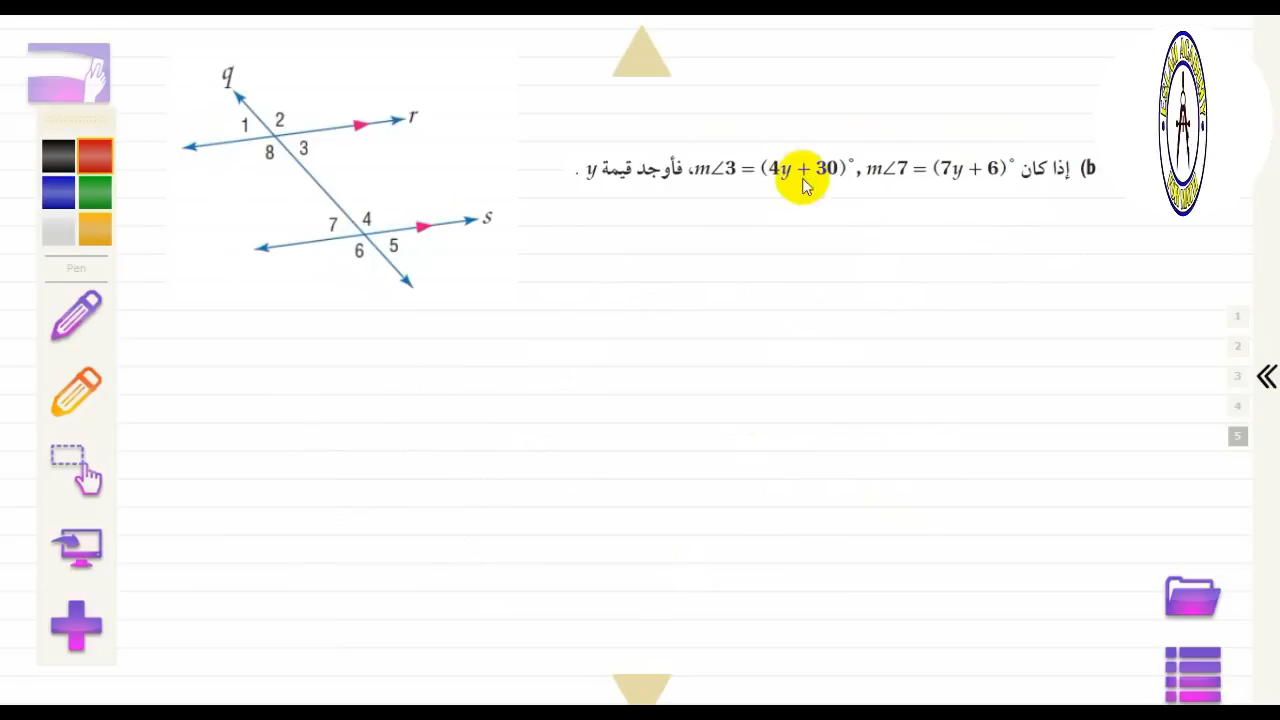 q
2
r
1
3
8
b) إذا كان m∠3 = (4y + 30)°, m∠7 = (7y + 6)°، فأوجد قيمة y .
4
s
7
5
6
Pen
1
2
3
4
5